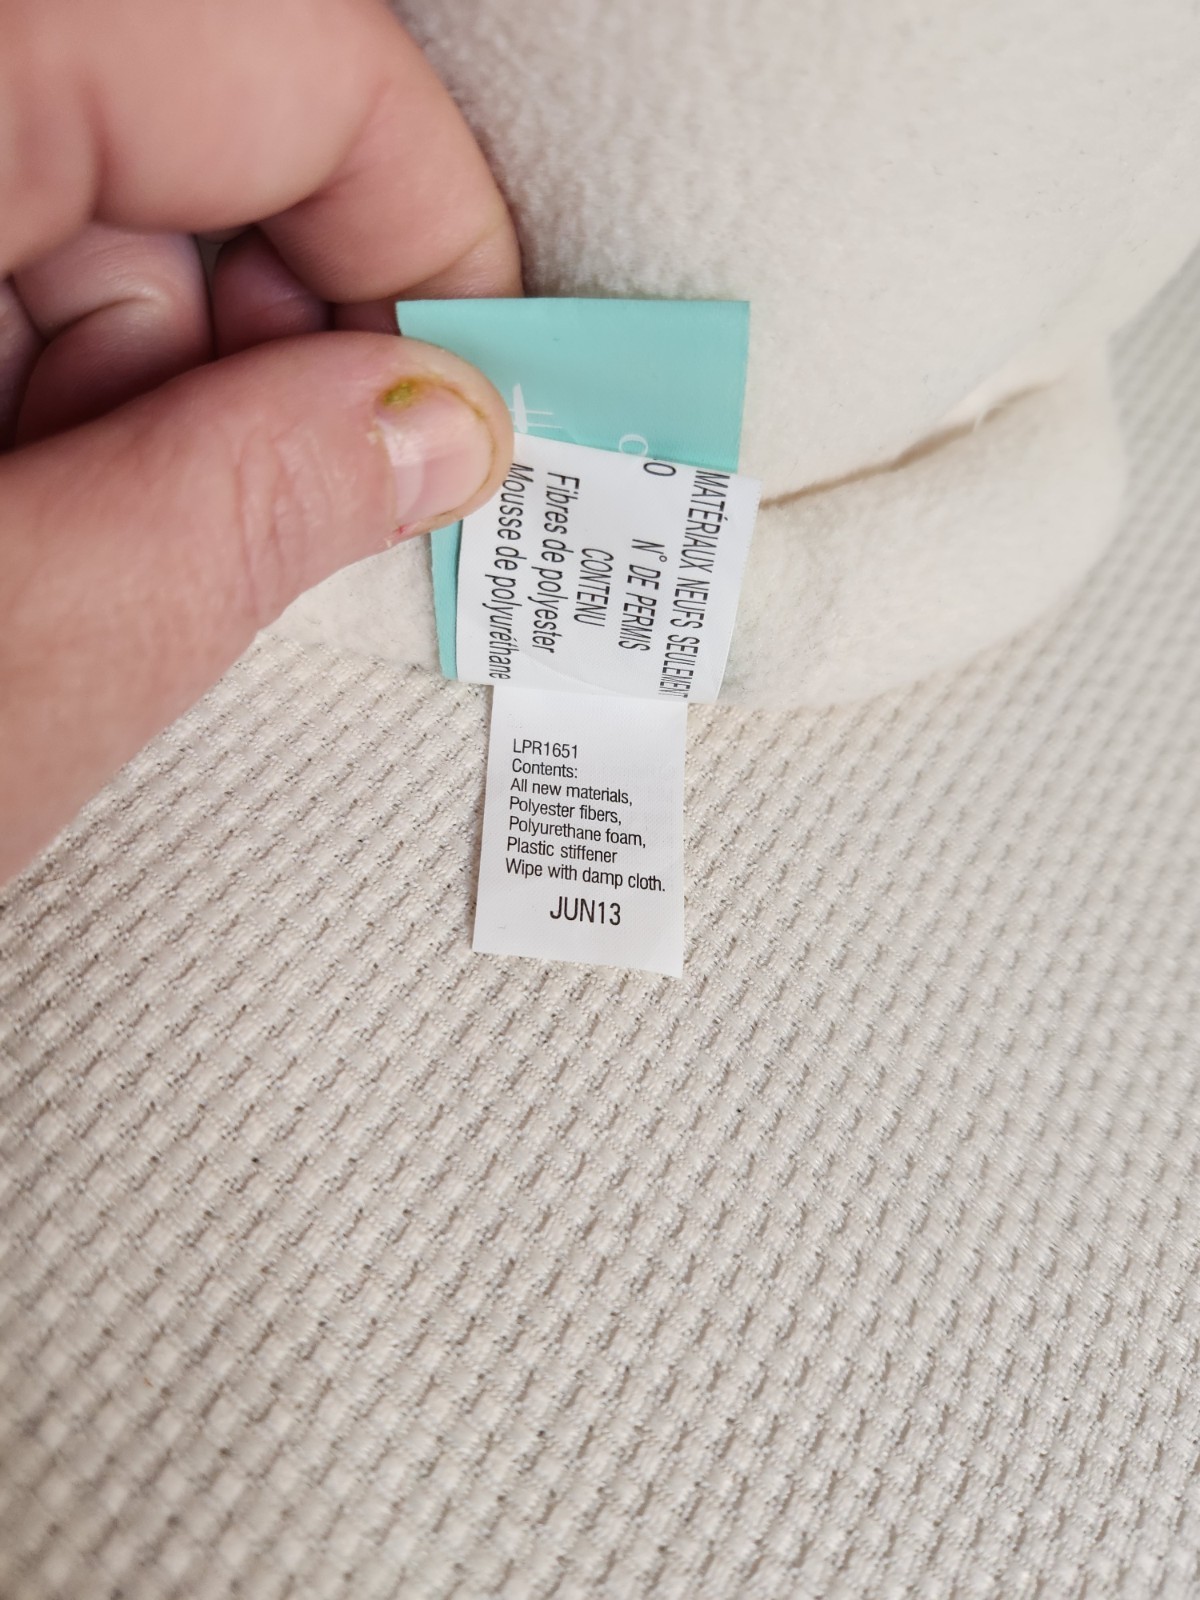 MATÉRIAUX NEUFS SEULEMENT
N° DE PERMIS
CONTENU
Fibres de polyester
Mousse de polyuréthane
LPR1651
Contents:
All new materials,
Polyester fibers,
Polyurethane foam,
Plastic stiffener
Wipe with damp cloth.
JUN13